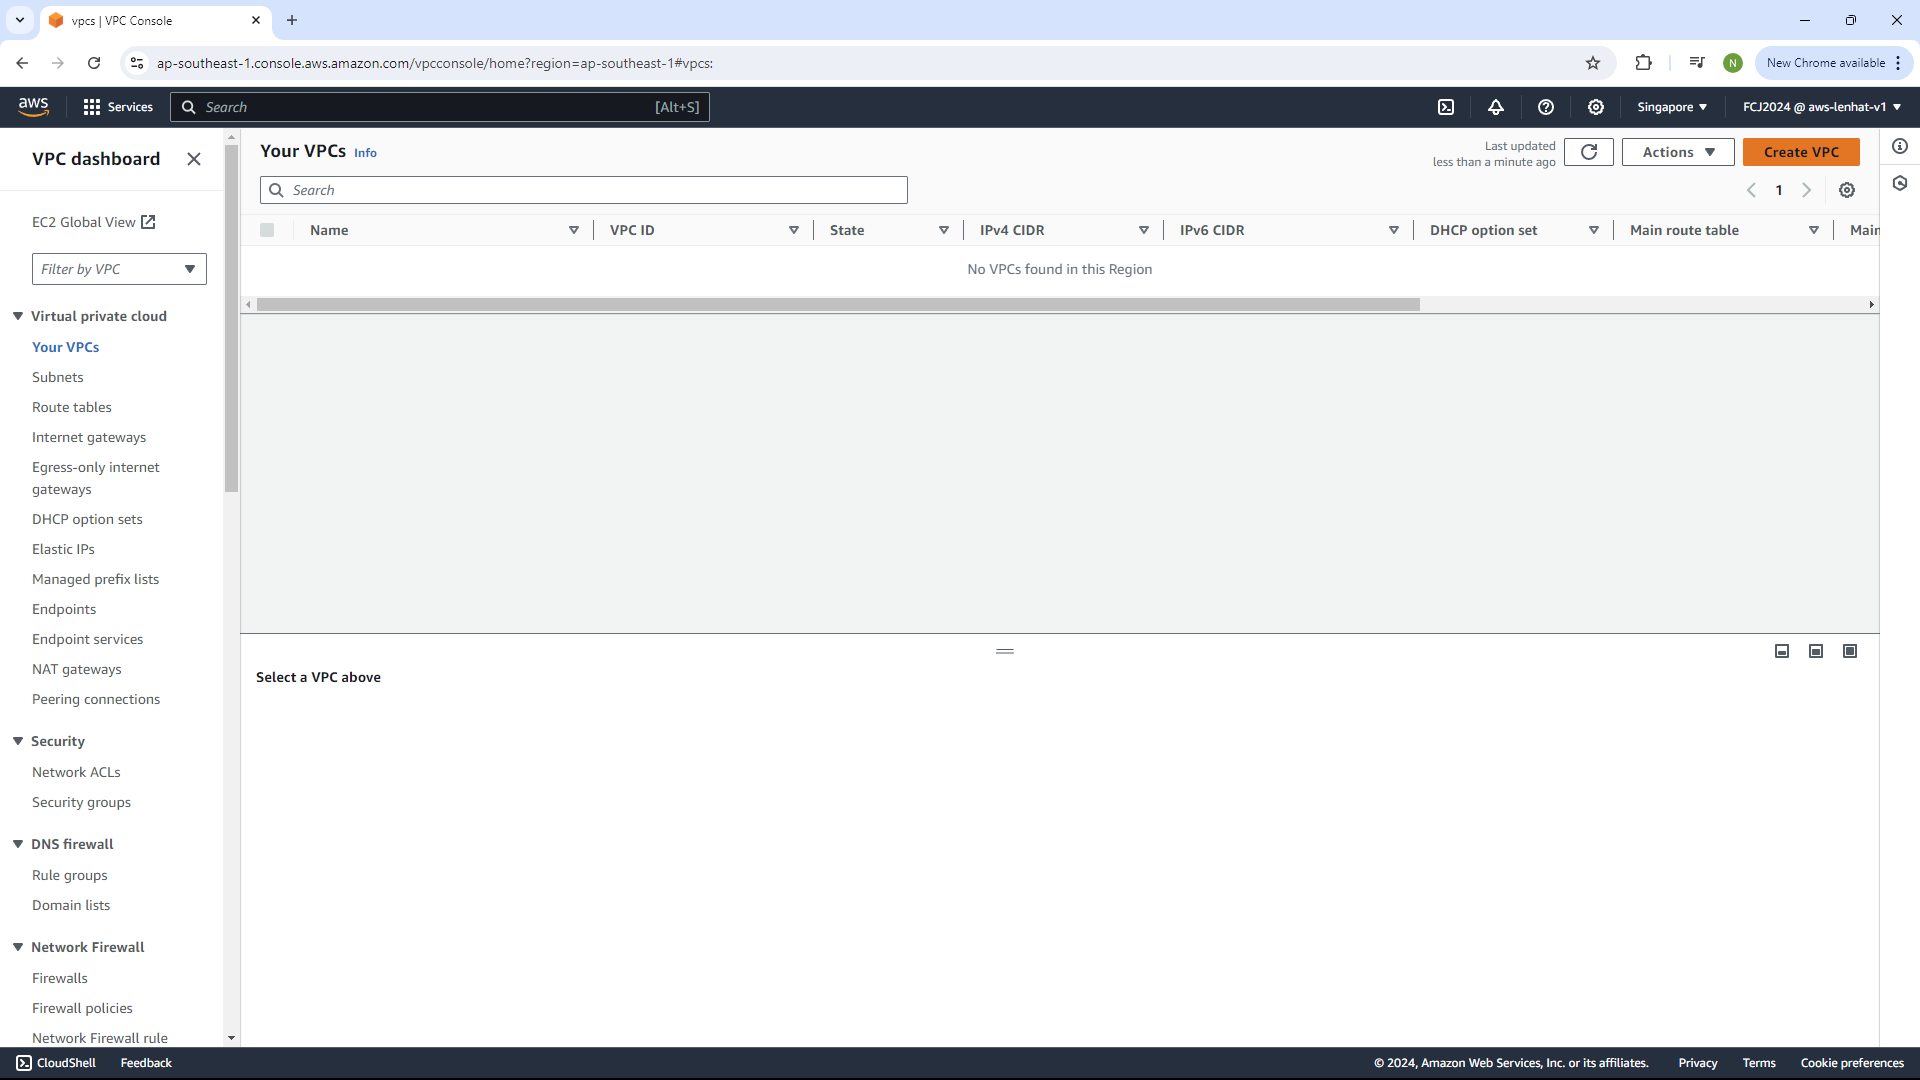 vpcs | VPC Console
ap-southeast-1.console.aws.amazon.com/vpcconsole/home?region=ap-southeast-1#vpcs:
N
New Chrome available
aws
Services
Search
[Alt+S]
Singapore
FCJ2024 @ aws-lenhat-v1
VPC dashboard
EC2 Global View
Filter by VPC
Virtual private cloud
Your VPCs
Subnets
Route tables
Internet gateways
Egress-only internet
gateways
DHCP option sets
Elastic IPs
Managed prefix lists
Endpoints
Endpoint services
NAT gateways
Peering connections
Security
Network ACLs
Security groups
DNS firewall
Rule groups
Domain lists
Network Firewall
Firewalls
Firewall policies
Network Firewall rule
Your VPCs Info
Last updated
less than a minute ago
Actions
Create VPC
Search
1
Name
VPC ID
State
IPv4 CIDR
IPv6 CIDR
DHCP option set
Main route table
Main
No VPCs found in this Region
Select a VPC above
CloudShell
Feedback
© 2024, Amazon Web Services, Inc. or its affiliates.
Privacy
Terms
Cookie preferences